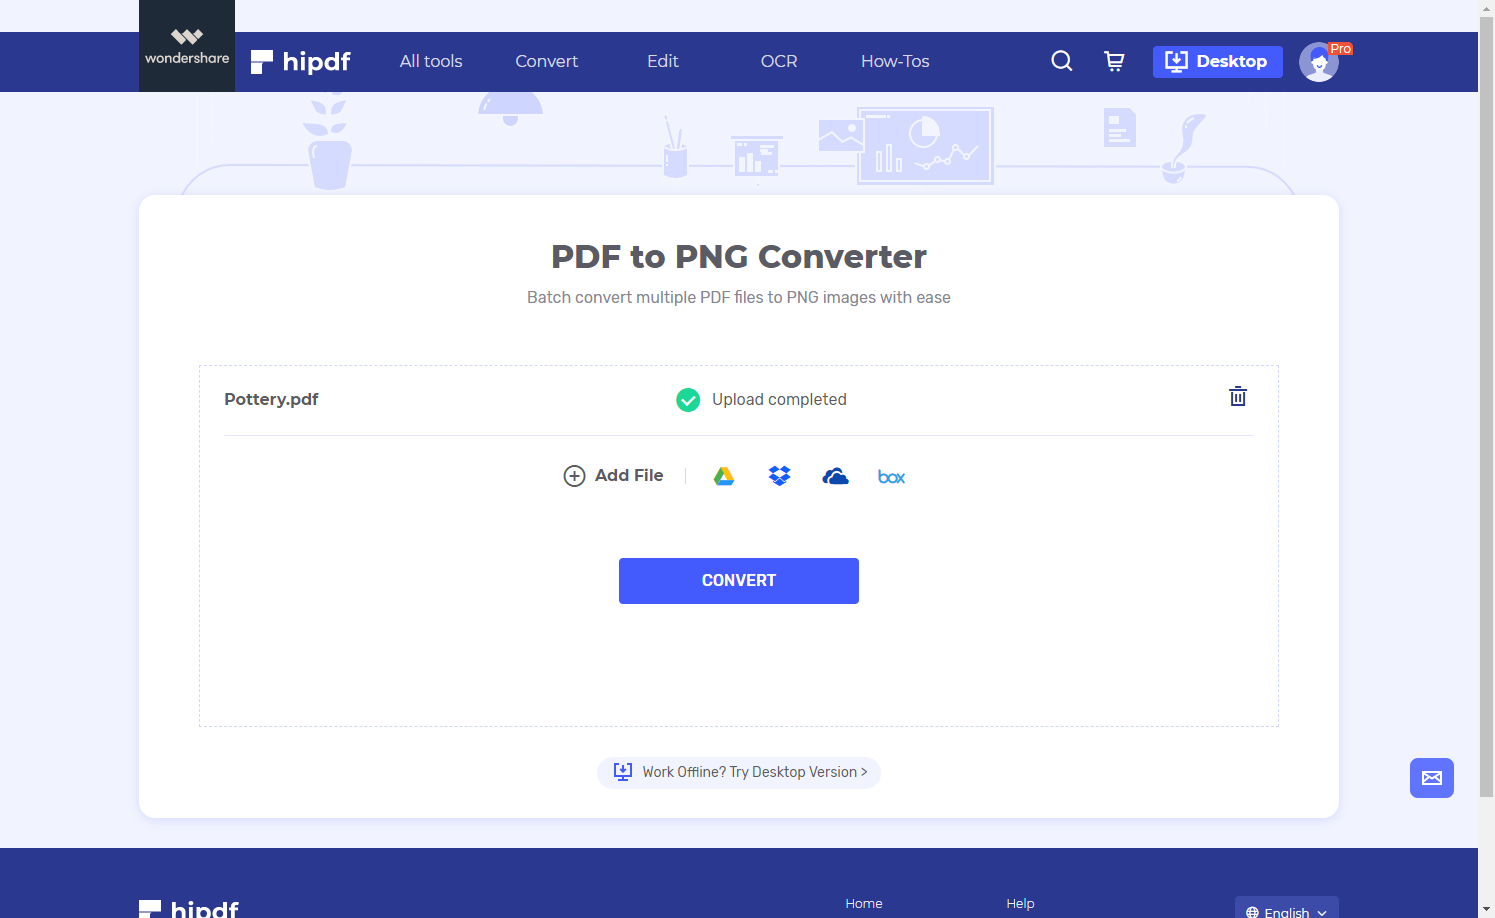 wondershare
hipdf
All tools
Convert
Edit
OCR
How-Tos
Desktop
Pro
PDF to PNG Converter
Batch convert multiple PDF files to PNG images with ease
Pottery.pdf
Upload completed
Add File
box
CONVERT
Work Offline? Try Desktop Version >
hipdf
Home
Help
English